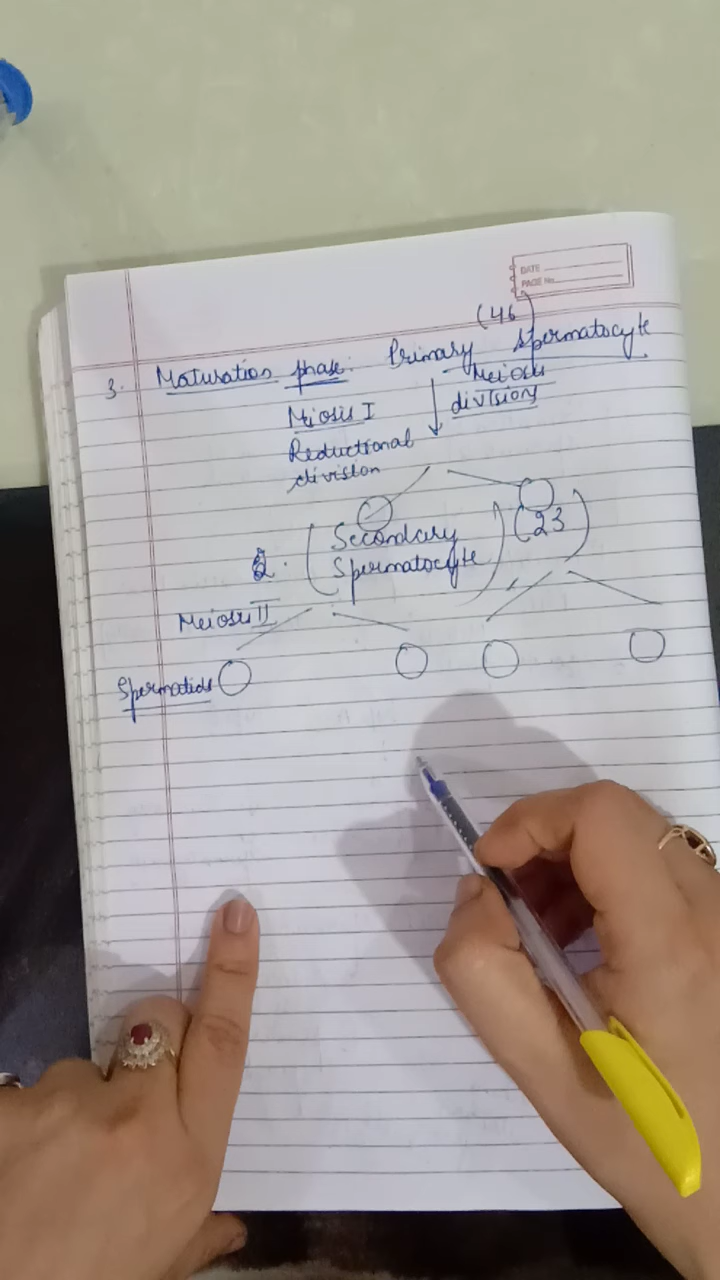 DATE
PAGE No.
(46)
3. Maturation phase: Primary Spermatocyte
Miosis I
Meiosis
division
Reductional
division
Secondary
Spermatocyte
(23)
2.
Meiosis II
Spermatids